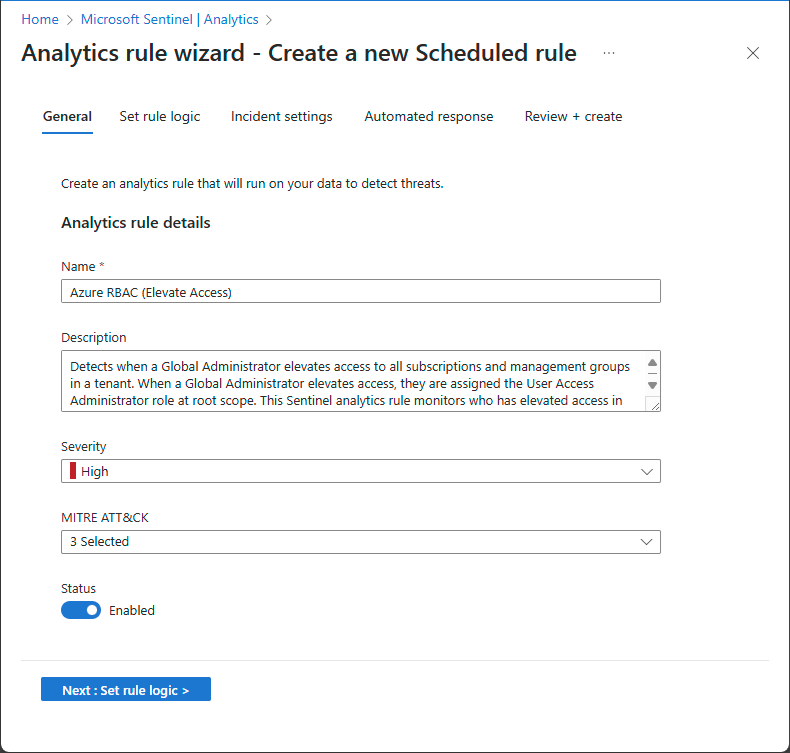 Home > Microsoft Sentinel | Analytics >
Analytics rule wizard - Create a new Scheduled rule ...
General Set rule logic Incident settings Automated response Review + create
Create an analytics rule that will run on your data to detect threats.
Analytics rule details
Name *
Azure RBAC (Elevate Access)
Description
Detects when a Global Administrator elevates access to all subscriptions and management groups
in a tenant. When a Global Administrator elevates access, they are assigned the User Access
Administrator role at root scope. This Sentinel analytics rule monitors who has elevated access in
Severity
High
MITRE ATT&CK
3 Selected
Status
Enabled
Next : Set rule logic >